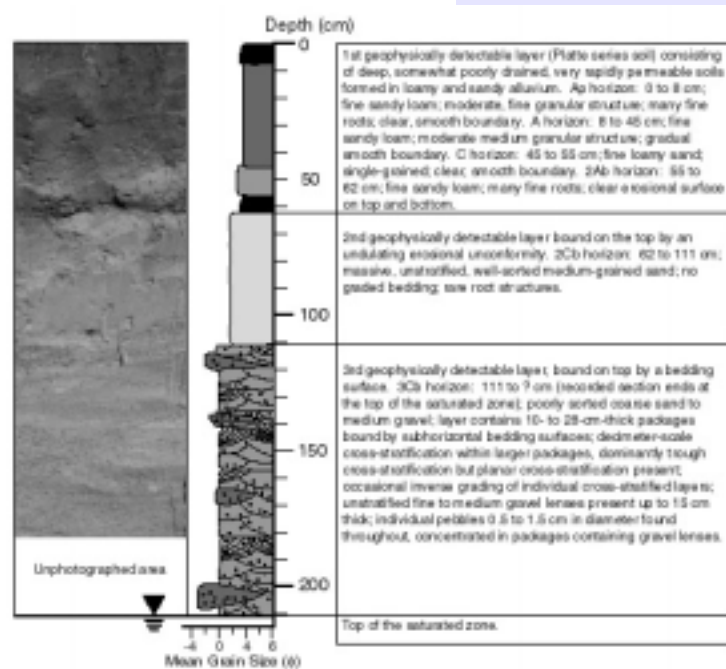 Depth (cm)
0
50
100
150
200
1st geophysically detectable layer (Platte series soil) consisting
of deep, somewhat poorly drained, very rapidly permeable soils
formed in loamy and sandy alluvium. Ap horizon: 0 to 8 cm;
fine sandy loam; moderate, fine granular structure; many fine
roots; clear, smooth boundary. A horizon: 8 to 45 cm; fine
sandy loam; moderate medium granular structure; gradual
smooth boundary. C horizon: 45 to 55 cm; fine loamy sand;
single-grained; clear, smooth boundary. 2Ab horizon: 55 to
62 cm; fine sandy loam; many fine roots; clear erosional surface
on top and bottom.
2nd geophysically detectable layer bound on the top by an
undulating erosional unconformity. 2Cb horizon: 62 to 111 cm;
massive, unstratified, well-sorted medium-grained sand; no
graded bedding; rare root structures.
3rd geophysically detectable layer, bound on top by a bedding
surface. 3Cb horizon: 111 to ? cm (recorded section ends at
the top of the saturated zone); poorly sorted coarse sand to
medium gravel; layer contains 10- to 28-cm-thick packages
bound by subhorizontal bedding surfaces; decimeter-scale
cross-stratification within larger packages, dominantly trough
cross-stratification but planar cross-stratification present;
occasional inverse grading of individual cross-stratified layers;
unstratified fine to medium gravel lenses present up to 15 cm
thick; individual pebbles 0.5 to 1.5 cm in diameter found
throughout, concentrated in packages containing gravel lenses.
Unphotographed area
Top of the saturated zone.
-4 0 4 8
Mean Grain Size (ø)